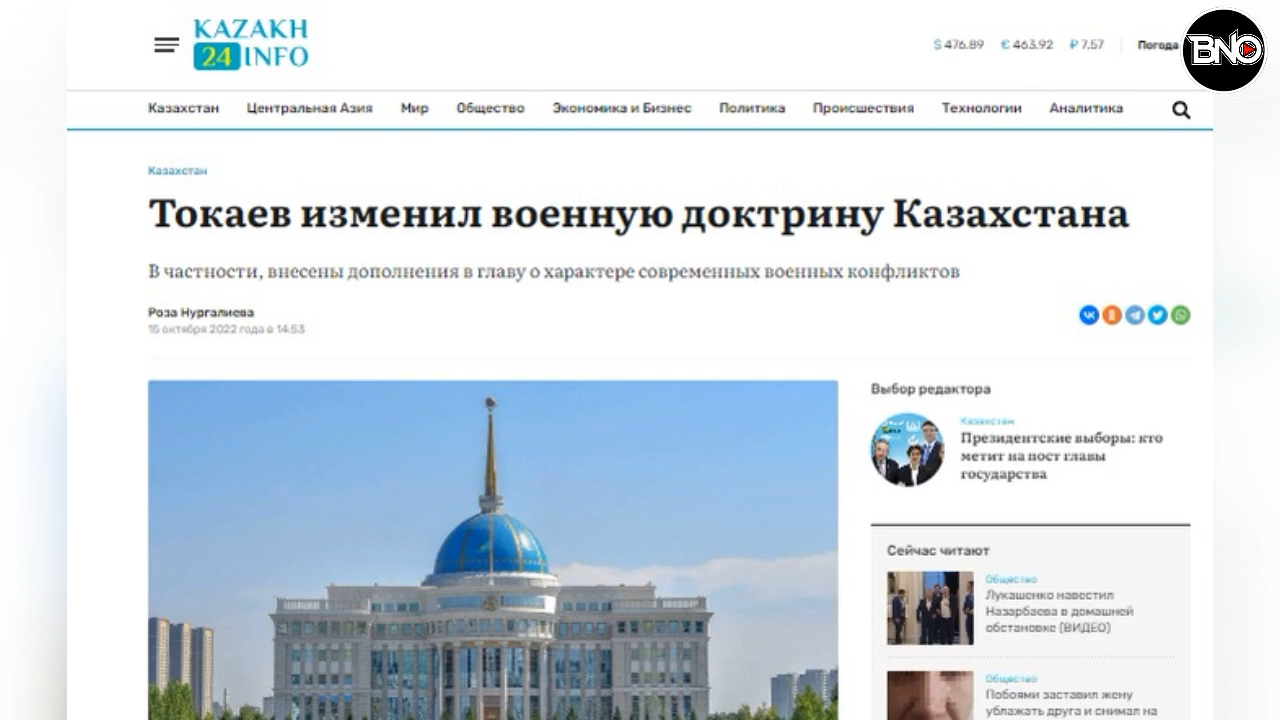 KAZAKH
24 INFO
$ 476.89 € 463.92 ₽ 7.57 Погода
BNO
Казахстан Центральная Азия Мир Общество Экономика и Бизнес Политика Происшествия Технологии Аналитика
Казахстан
Токаев изменил военную доктрину Казахстана
В частности, внесены дополнения в главу о характере современных военных конфликтов
Роза Нургалиева
15 октября 2022 года в 14:53
Выбор редактора
Казахстан
Президентские выборы: кто
метит на пост главы
государства
Сейчас читают
Общество
Лукашенко навестил
Назарбаева в домашней
обстановке (ВИДЕО)
Общество
Побоями заставил жену
ублажать друга и снимал на